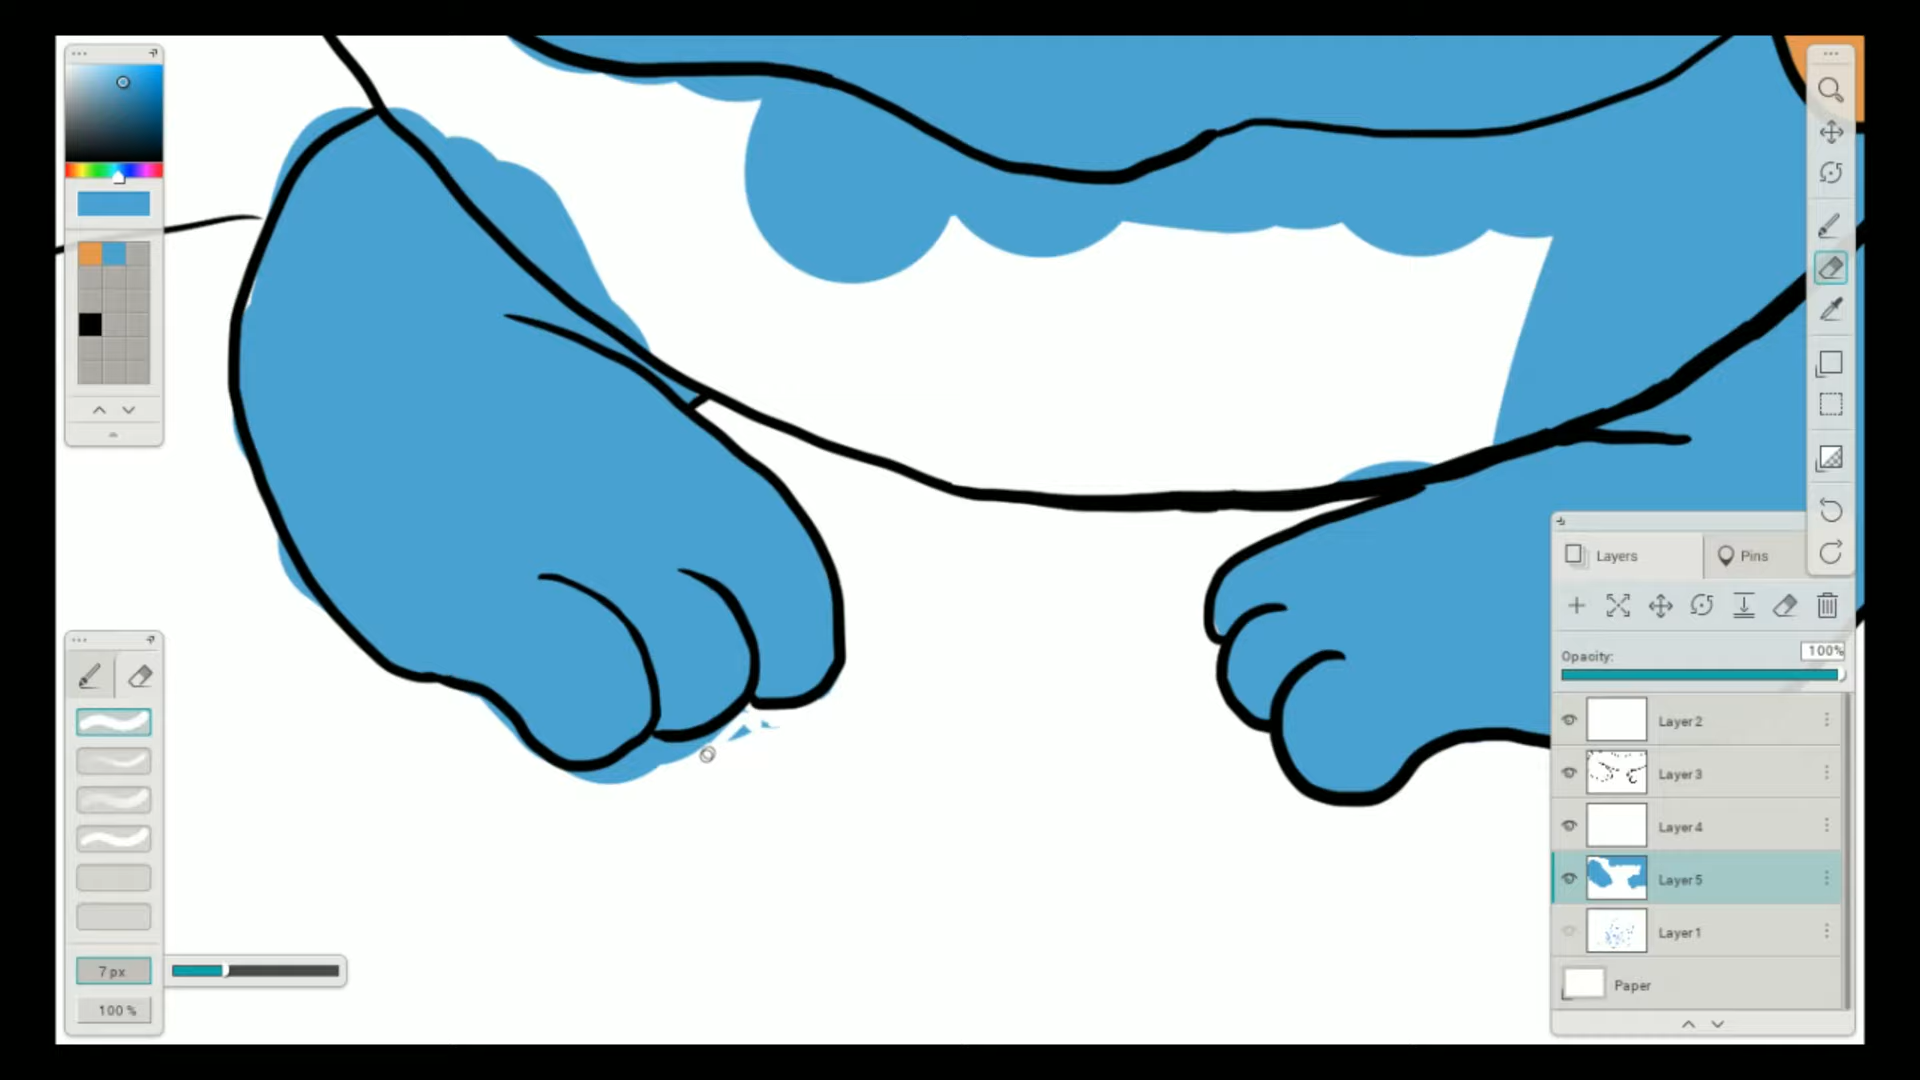 Layers
Pins
Opacity:
100%
Layer 2
Layer 3
Layer 4
Layer 5
Layer 1
Paper
7 px
100 %